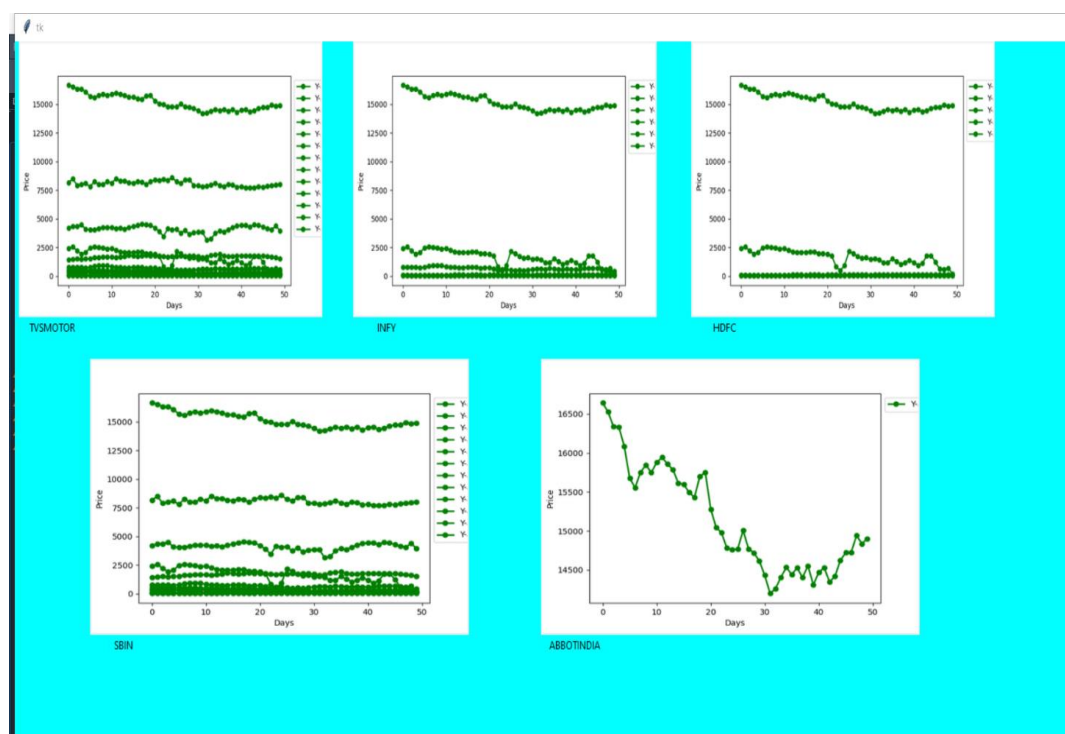 tk
Price
15000
12500
10000
7500
5000
2500
0
0 10 20 30 40 50
Days
Y-
Y-
Y-
Y-
Y-
Y-
Y-
Y-
Y-
Y-
Y-
Y-
Y-
TVSMOTOR
Price
15000
12500
10000
7500
5000
2500
0
0 10 20 30 40 50
Days
Y-
Y-
Y-
Y-
Y-
Y-
INFY
Price
15000
12500
10000
7500
5000
2500
0
0 10 20 30 40 50
Days
Y-
Y-
Y-
Y-
Y-
Y-
HDFC
Price
15000
12500
10000
7500
5000
2500
0
0 10 20 30 40 50
Days
Y-
Y-
Y-
Y-
Y-
Y-
Y-
Y-
Y-
Y-
Y-
Y-
SBIN
Price
16500
16000
15500
15000
14500
0 10 20 30 40 50
Days
Y-
ABBOTINDIA